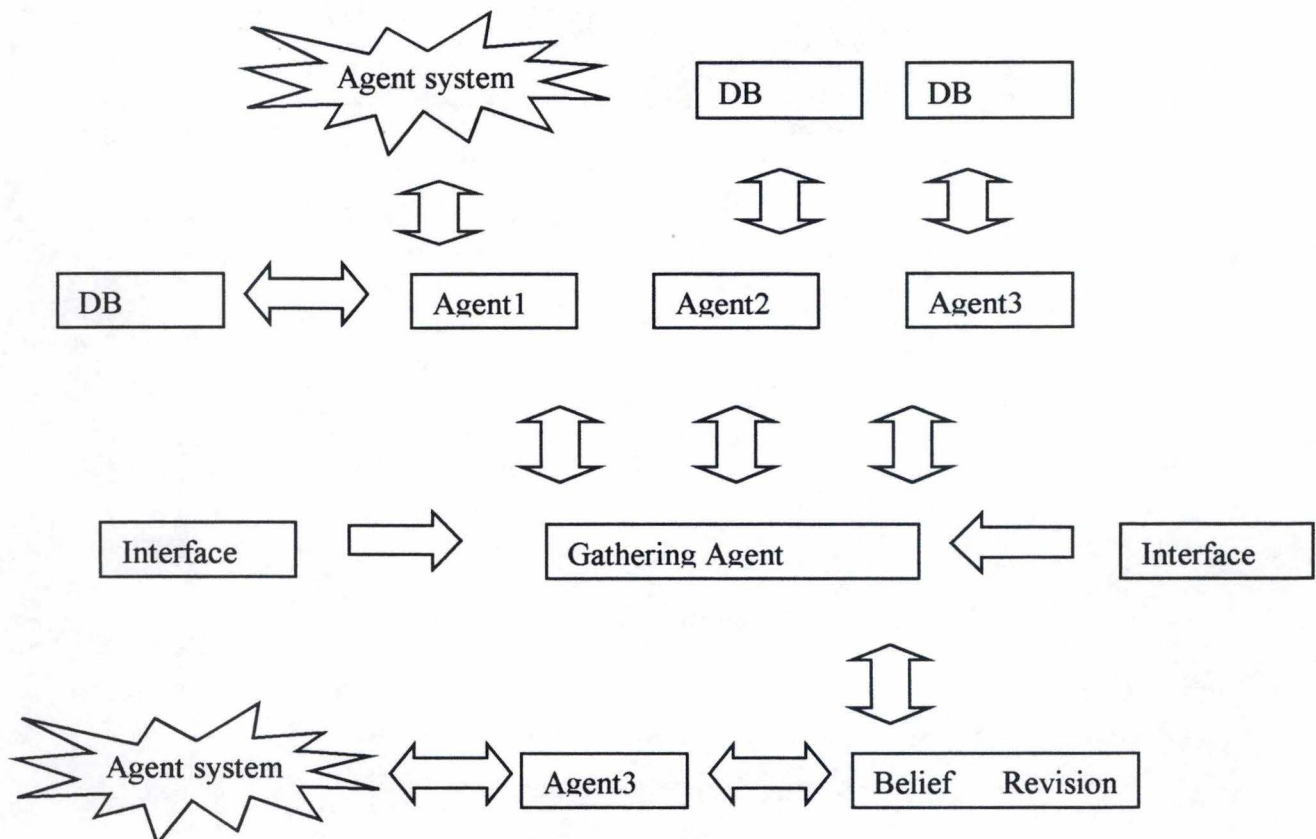 Agent system
DB
DB
DB
Agent1
Agent2
Agent3
Interface
Gathering Agent
Interface
Agent system
Agent3
Belief Revision